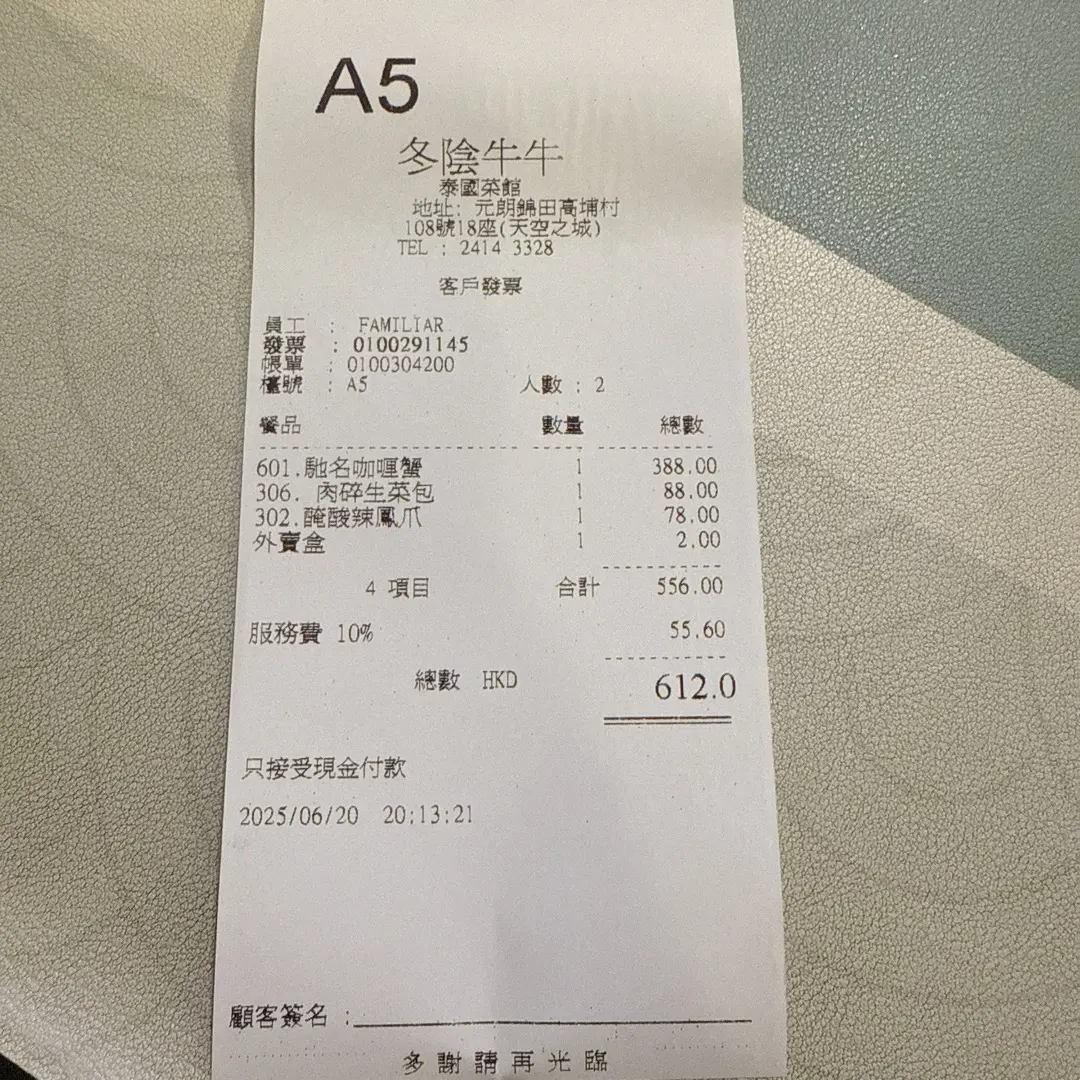 A5
冬陰牛牛
泰國菜館
地址: 元朗錦田高埔村
108號18座(天空之城)
TEL : 2414 3328
客戶發票
員工 : FAMILIAR
發票 : 0100291145
帳單 : 0100304200
檯號 : A5 人數 : 2
餐品 數量 總數
601.馳名咖喱蟹 1 388.00
306. 肉碎生菜包 1 88.00
302.醃酸辣鳳爪 1 78.00
外賣盒 1 2.00
4 項目 合計 556.00
服務費 10% 55.60
總數 HKD 612.0
只接受現金付款
2025/06/20 20:13:21
顧客簽名 :
多謝請再光臨